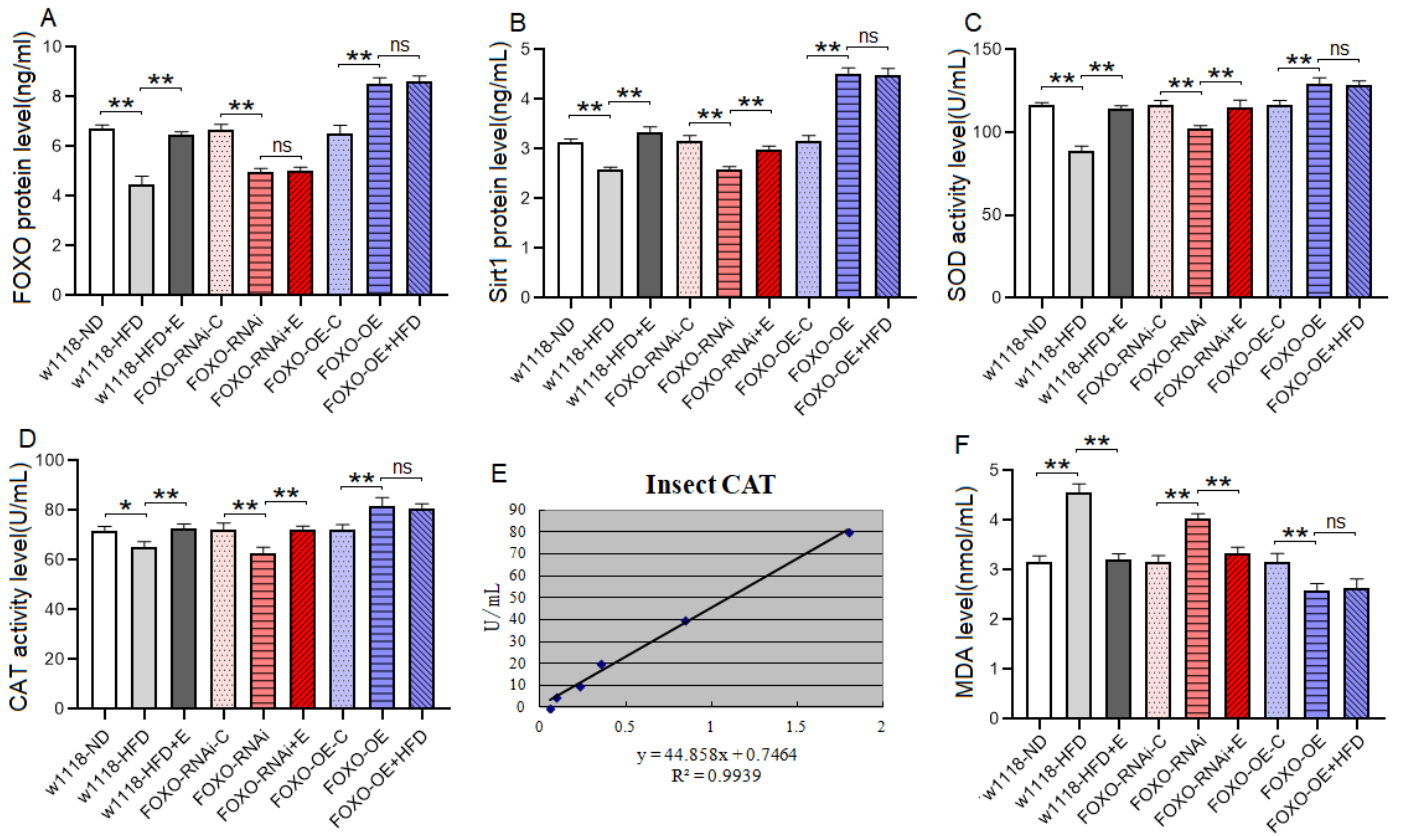 A
FOXO protein level(ng/ml)
10
8
6
4
2
0
**
**
**
ns
**
ns
w1118-ND
w1118-HFD
w1118-HFD+E
FOXO-RNAi-C
FOXO-RNAi
FOXO-RNAi+E
FOXO-OE-C
FOXO-OE
FOXO-OE+HFD
B
Sirt1 protein level(ng/mL)
5
4
3
2
1
0
**
**
**
**
**
ns
w1118-ND
w1118-HFD
w1118-HFD+E
FOXO-RNAi-C
FOXO-RNAi
FOXO-RNAi+E
FOXO-OE-C
FOXO-OE
FOXO-OE+HFD
C
SOD activity level(U/mL)
150
100
50
0
**
**
**
**
**
ns
w1118-ND
w1118-HFD
w1118-HFD+E
FOXO-RNAi-C
FOXO-RNAi
FOXO-RNAi+E
FOXO-OE-C
FOXO-OE
FOXO-OE+HFD
D
CAT activity level(U/mL)
100
80
60
40
20
0
*
**
**
**
**
ns
w1118-ND
w1118-HFD
w1118-HFD+E
FOXO-RNAi-C
FOXO-RNAi
FOXO-RNAi+E
FOXO-OE-C
FOXO-OE
FOXO-OE+HFD
E
Insect CAT
U/mL
90
80
70
60
50
40
30
20
10
0
0
0.5
1
1.5
2
y = 44.858x + 0.7464
R² = 0.9939
F
MDA level(nmol/mL)
5
4
3
2
1
0
**
**
**
**
**
ns
w1118-ND
w1118-HFD
w1118-HFD+E
FOXO-RNAi-C
FOXO-RNAi
FOXO-RNAi+E
FOXO-OE-C
FOXO-OE
FOXO-OE+HFD